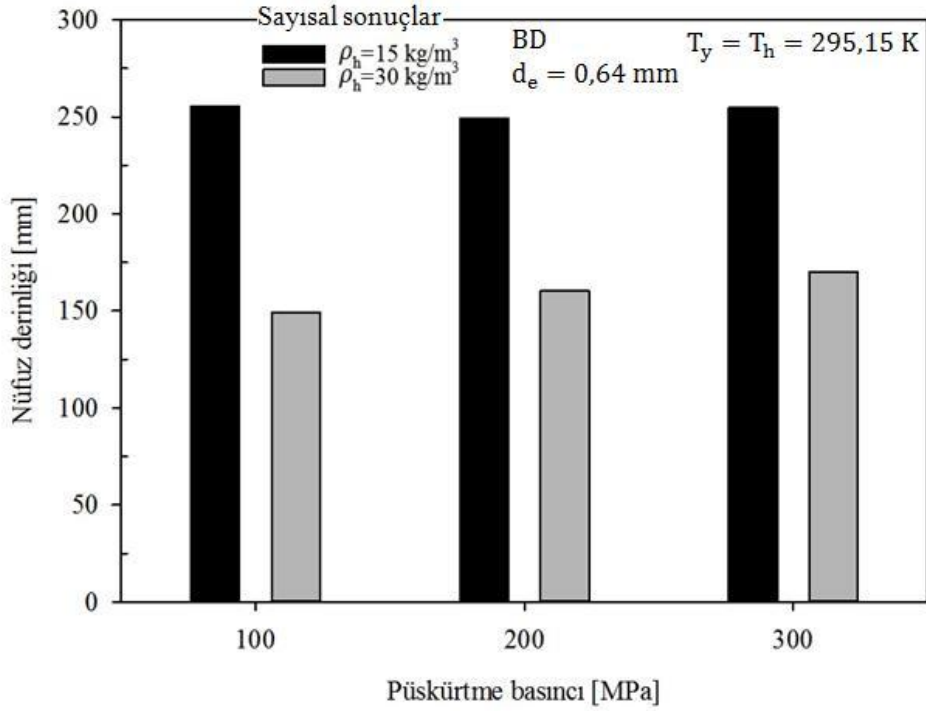 Sayısal sonuçlar
ρh=15 kg/m³
ρh=30 kg/m³
BD
de = 0,64 mm
Ty = Th = 295,15 K
Nüfuz derinliği [mm]
300
250
200
150
100
50
0
100 200 300
Püskürtme basıncı [MPa]